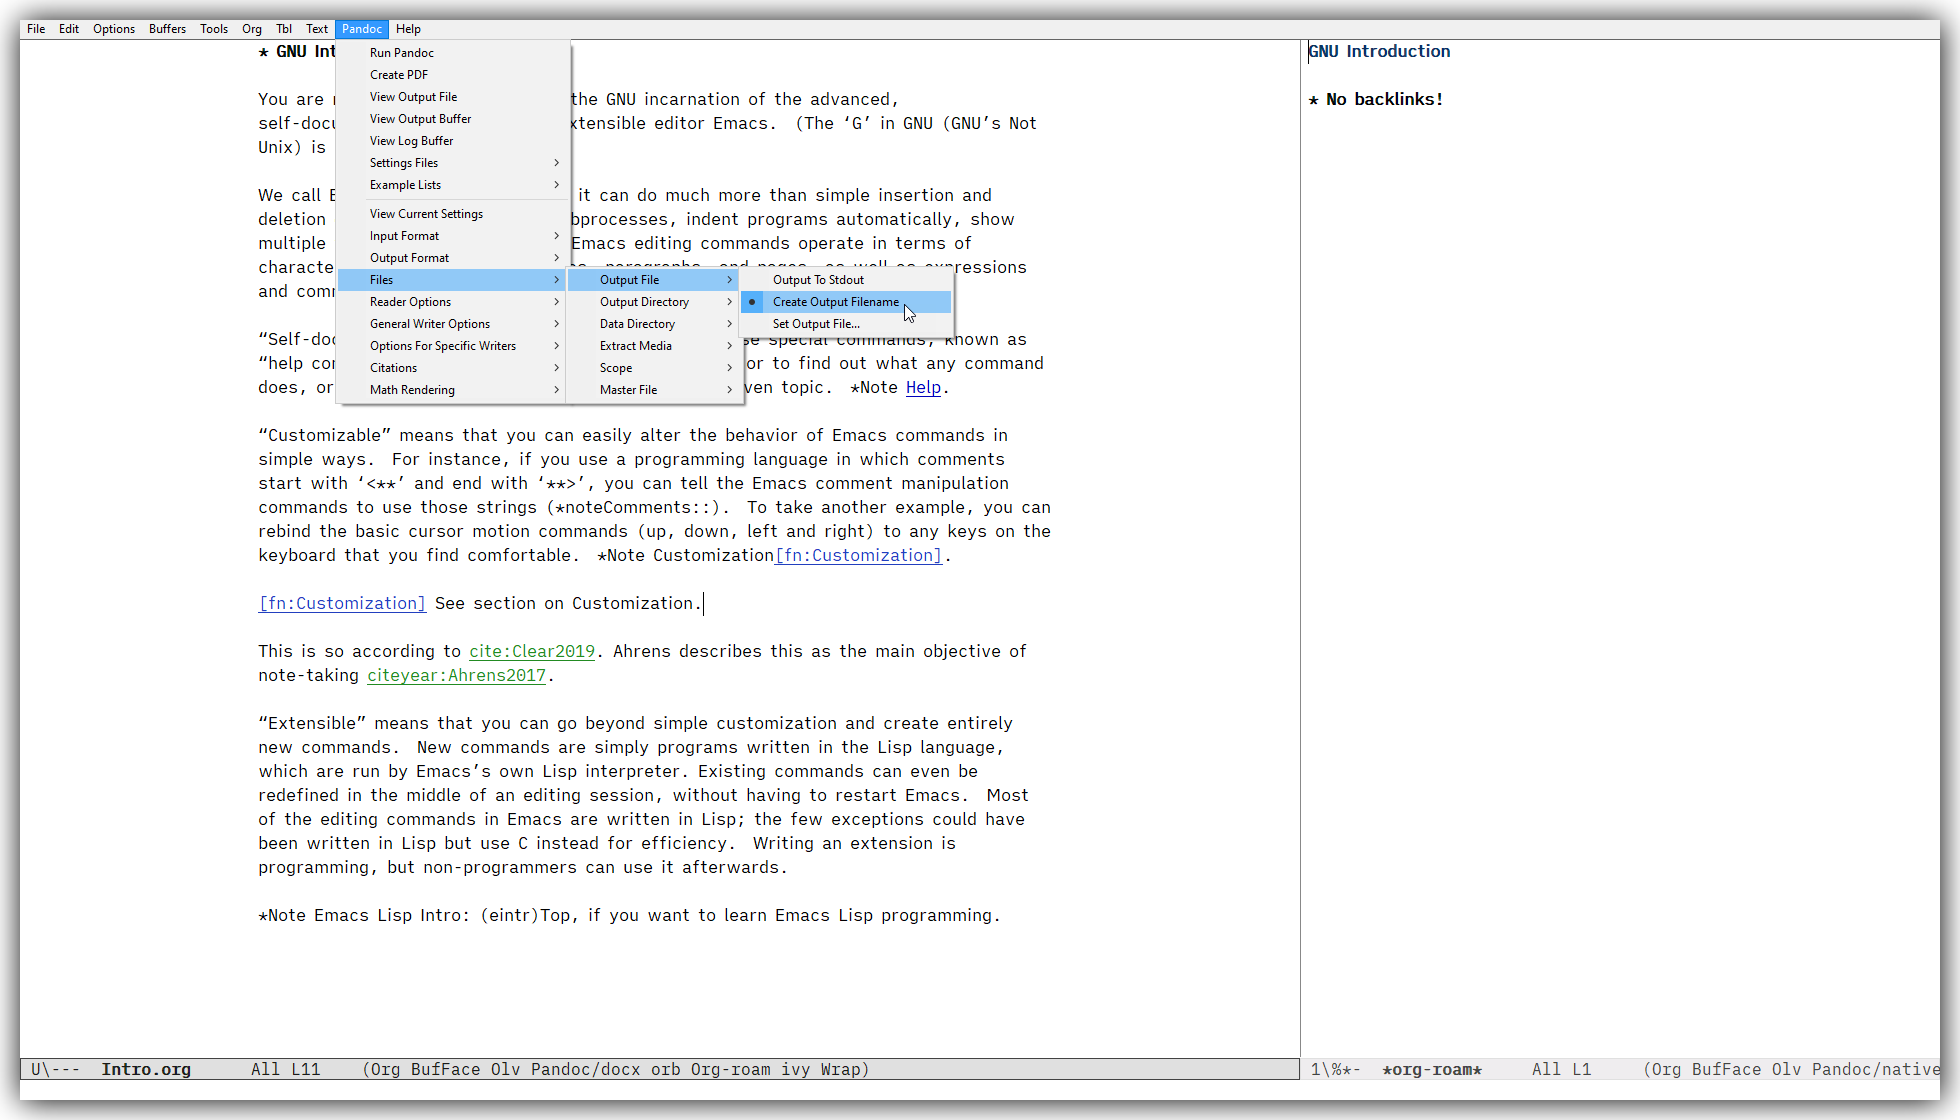 File Edit Options Buffers Tools Org Tbl Text Pandoc Help
* GNU Int
Run Pandoc
Create PDF
View Output File
View Output Buffer
View Log Buffer
Settings Files
Example Lists
View Current Settings
Input Format
Output Format
Files
Reader Options
General Writer Options
Options For Specific Writers
Citations
Math Rendering
Output File
Output Directory
Data Directory
Extract Media
Scope
Master File
Output To Stdout
Create Output Filename
Set Output File...
You are the GNU incarnation of the advanced,
self-docu xtensible editor Emacs.  (The ‘G’ in GNU (GNU’s Not
Unix) is
We call E it can do much more than simple insertion and
deletion bprocesses, indent programs automatically, show
multiple Emacs editing commands operate in terms of
characte s, paragraphs, and pages, as well as expressions
and com
“Self-doc se special commands, known as
“help com or to find out what any command
does, or ven topic.  *Note Help.
“Customizable” means that you can easily alter the behavior of Emacs commands in
simple ways.  For instance, if you use a programming language in which comments
start with ‘<**’ and end with ‘**>’, you can tell the Emacs comment manipulation
commands to use those strings (*noteComments::).  To take another example, you can
rebind the basic cursor motion commands (up, down, left and right) to any keys on the
keyboard that you find comfortable.  *Note Customization[fn:Customization].
[fn:Customization] See section on Customization.
This is so according to cite:Clear2019. Ahrens describes this as the main objective of
note-taking citeyear:Ahrens2017.
“Extensible” means that you can go beyond simple customization and create entirely
new commands.  New commands are simply programs written in the Lisp language,
which are run by Emacs’s own Lisp interpreter. Existing commands can even be
redefined in the middle of an editing session, without having to restart Emacs.  Most
of the editing commands in Emacs are written in Lisp; the few exceptions could have
been written in Lisp but use C instead for efficiency.  Writing an extension is
programming, but non-programmers can use it afterwards.
*Note Emacs Lisp Intro: (eintr)Top, if you want to learn Emacs Lisp programming.
U\--- Intro.org All L11 (Org BufFace Olv Pandoc/docx orb Org-roam ivy Wrap)
GNU Introduction
* No backlinks!
1\%*- *org-roam* All L1 (Org BufFace Olv Pandoc/native